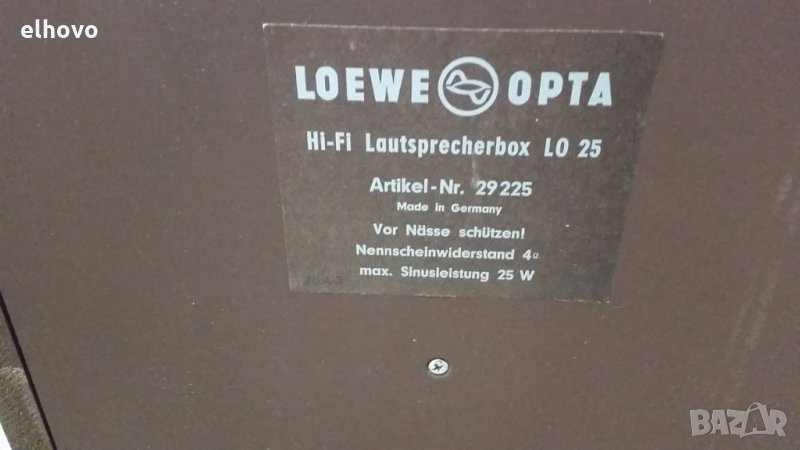 elhovo
LOEWE OPTA
Hi-Fi Lautsprecherbox LO 25
Artikel-Nr. 29225
Made in Germany
Vor Nässe schützen!
Nennscheinwiderstand 4Ω
max. Sinusleistung 25 W
BAZAR